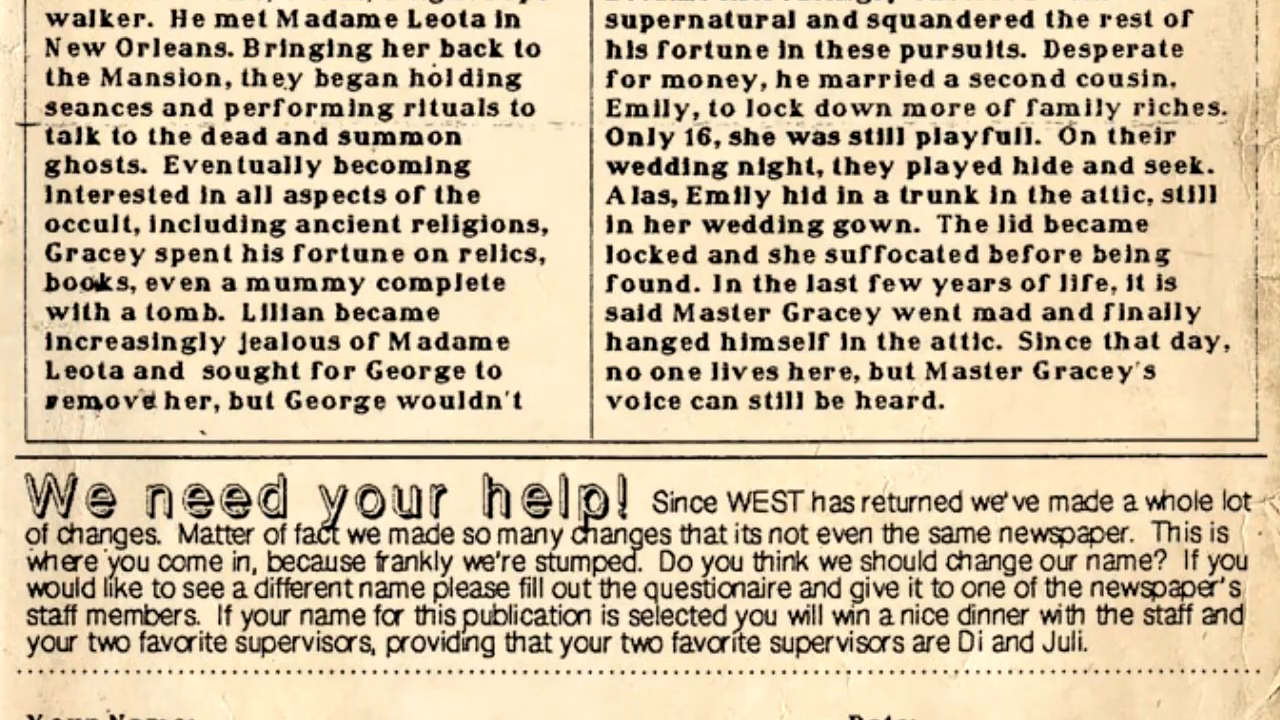 walker. He met Madame Leota in
New Orleans. Bringing her back to
the Mansion, they began holding
seances and performing rituals to
talk to the dead and summon
ghosts. Eventually becoming
interested in all aspects of the
occult, including ancient religions,
Gracey spent his fortune on relics,
books, even a mummy complete
with a tomb. Lilian became
increasingly jealous of Madame
Leota and sought for George to
remove her, but George wouldn't
supernatural and squandered the rest of
his fortune in these pursuits. Desperate
for money, he married a second cousin,
Emily, to lock down more of family riches.
Only 16, she was still playfull. On their
wedding night, they played hide and seek.
Alas, Emily hid in a trunk in the attic, still
in her wedding gown. The lid became
locked and she suffocated before being
found. In the last few years of life, it is
said Master Gracey went mad and finally
hanged himself in the attic. Since that day,
no one lives here, but Master Gracey's
voice can still be heard.
We need your help! Since WEST has returned we've made a whole lot
of changes. Matter of fact we made so many changes that its not even the same newspaper. This is
where you come in, because frankly we're stumped. Do you think we should change our name? If you
would like to see a different name please fill out the questionaire and give it to one of the newspaper's
staff members. If your name for this publication is selected you will win a nice dinner with the staff and
your two favorite supervisors, providing that your two favorite supervisors are Di and Juli.